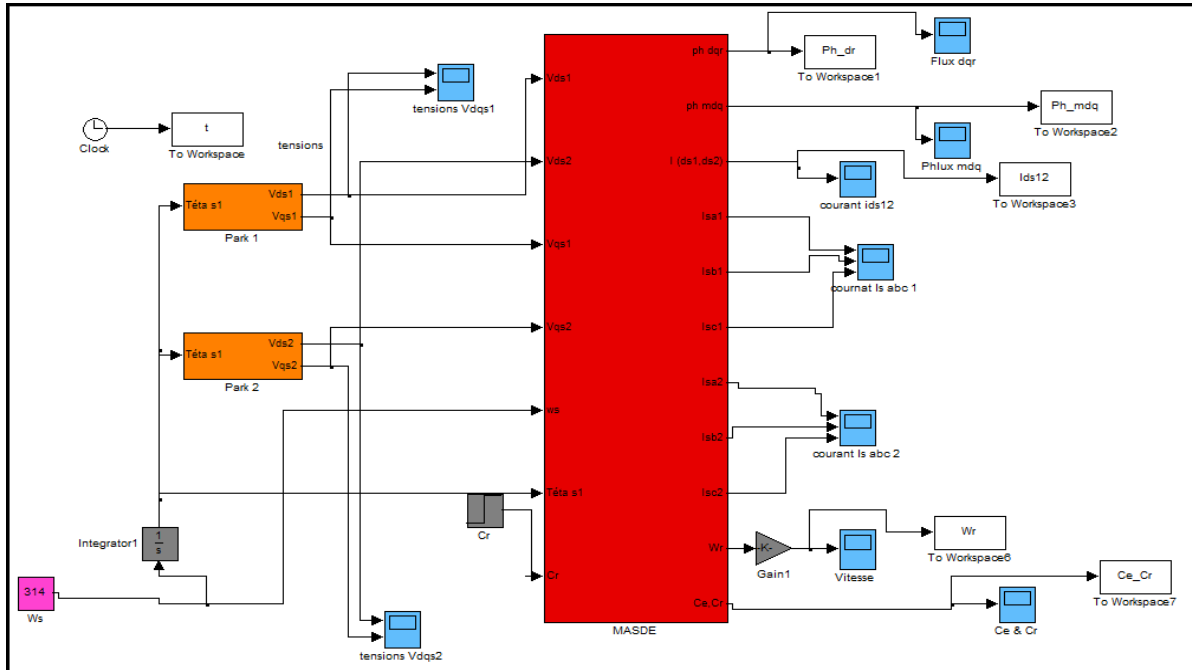 ph dqr
Ph_dr
To Workspace1
Flux dqr
Vds1
tensions Vdqs1
ph mdq
Ph_mdq
To Workspace2
Phlux mdq
t
Clock
To Workspace
tensions
Vds2
I (ds1,ds2)
Ids12
To Workspace3
courant ids12
Téta s1
Vds1
Vqs1
Park 1
Vqs1
Isa1
Isb1
cournat Is abc 1
Isc1
Vqs2
Téta s1
Vds2
Vqs2
Park 2
Isa2
ws
Isb2
courant Is abc 2
Téta s1
Isc2
Cr
Integrator1
1
s
Wr
-K-
Gain1
Vitesse
Wr
To Workspace6
Cr
314
Ws
Ce,Cr
Ce_Cr
To Workspace7
Ce & Cr
MASDE
tensions Vdqs2